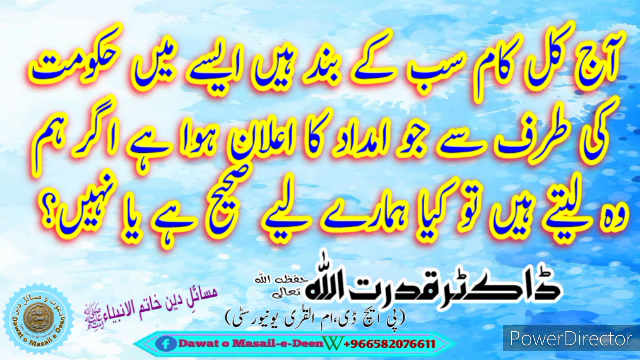 آج کل کام سب کے بند ہیں ایسے میں حکومت
کی طرف سے جو امداد کا اعلان ہوا ہے اگر ہم
وہ لیتے ہیں تو کیا ہمارے لیے صحیح ہے یا نہیں؟
ڈاکٹر قدرت اللہ حفظہ اللہ تعالی
(پی ایچ ڈی، ام القری یونیورسٹی)
مسائلِ دین خاتم الانبیاء ﷺ
Dawat o Masail-e-Deen
Dawat o Masail-e-Deen +966582076611
PowerDirector